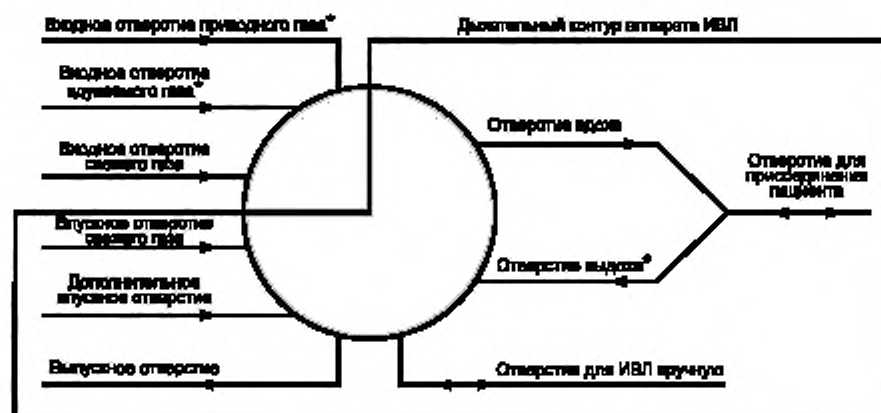 Входное отверстие приводного газа*
Дыхательный контур аппарата ИВЛ
Входное отверстие
вдуваемого газа*
Отверстие вдоха
Входное отверстие
свежего газа
Отверстие для
присоединения
пациента
Впускное отверстие
свежего газа
Отверстие выдоха*
Дополнительное
впускное отверстие
Выпускное отверстие
Отверстие для ИВЛ вручную